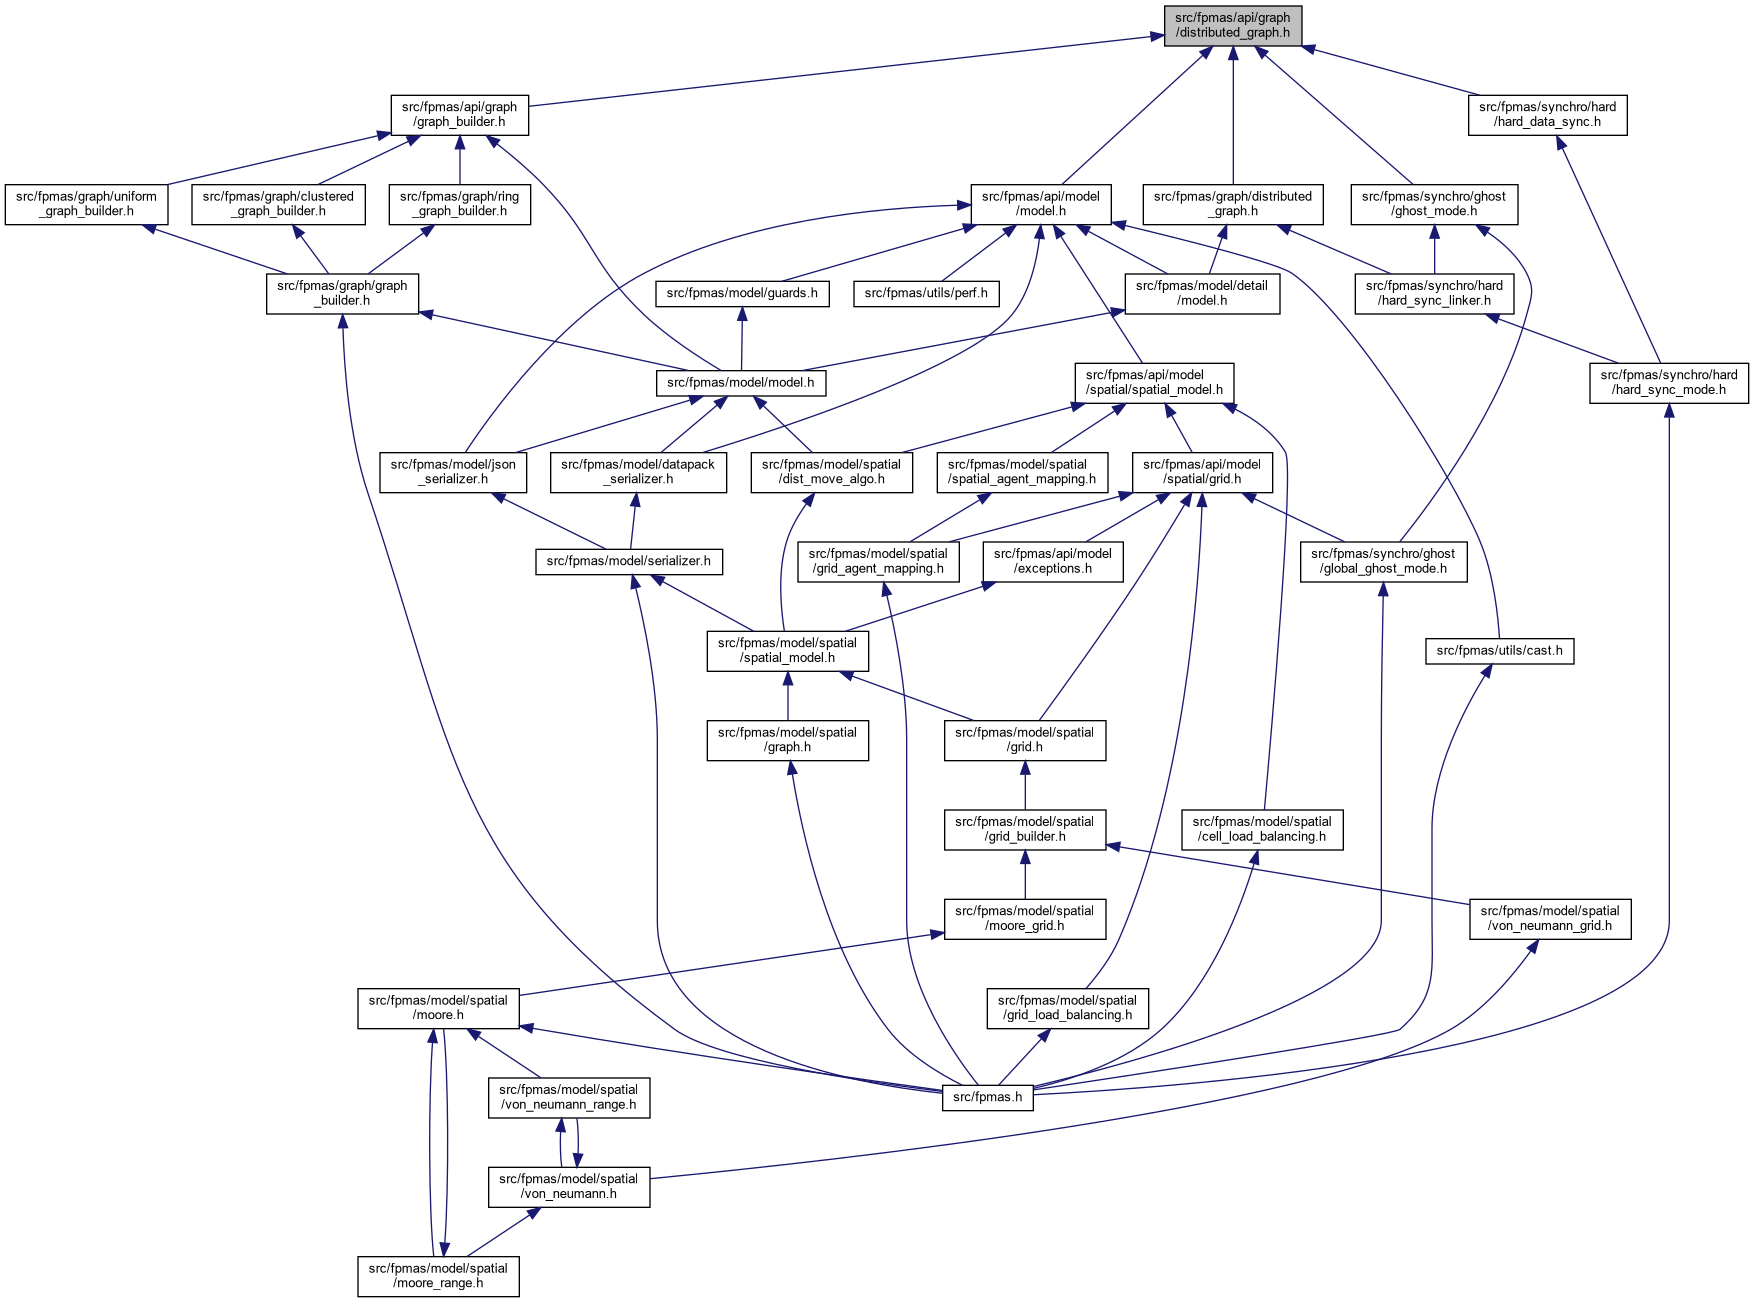 src/fpmas/api/graph
/distributed_graph.h
src/fpmas/api/graph
/graph_builder.h
src/fpmas/synchro/hard
/hard_data_sync.h
src/fpmas/graph/uniform
_graph_builder.h
src/fpmas/graph/clustered
_graph_builder.h
src/fpmas/graph/ring
_graph_builder.h
src/fpmas/api/model
/model.h
src/fpmas/graph/distributed
_graph.h
src/fpmas/synchro/ghost
/ghost_mode.h
src/fpmas/graph/graph
_builder.h
src/fpmas/model/guards.h
src/fpmas/utils/perf.h
src/fpmas/model/detail
/model.h
src/fpmas/synchro/hard
/hard_sync_linker.h
src/fpmas/model/model.h
src/fpmas/api/model
/spatial/spatial_model.h
src/fpmas/synchro/hard
/hard_sync_mode.h
src/fpmas/model/json
_serializer.h
src/fpmas/model/datapack
_serializer.h
src/fpmas/model/spatial
/dist_move_algo.h
src/fpmas/model/spatial
/spatial_agent_mapping.h
src/fpmas/api/model
/spatial/grid.h
src/fpmas/model/serializer.h
src/fpmas/model/spatial
/grid_agent_mapping.h
src/fpmas/api/model
/exceptions.h
src/fpmas/synchro/ghost
/global_ghost_mode.h
src/fpmas/model/spatial
/spatial_model.h
src/fpmas/utils/cast.h
src/fpmas/model/spatial
/graph.h
src/fpmas/model/spatial
/grid.h
src/fpmas/model/spatial
/grid_builder.h
src/fpmas/model/spatial
/cell_load_balancing.h
src/fpmas/model/spatial
/moore_grid.h
src/fpmas/model/spatial
/von_neumann_grid.h
src/fpmas/model/spatial
/moore.h
src/fpmas/model/spatial
/grid_load_balancing.h
src/fpmas/model/spatial
/von_neumann_range.h
src/fpmas.h
src/fpmas/model/spatial
/von_neumann.h
src/fpmas/model/spatial
/moore_range.h